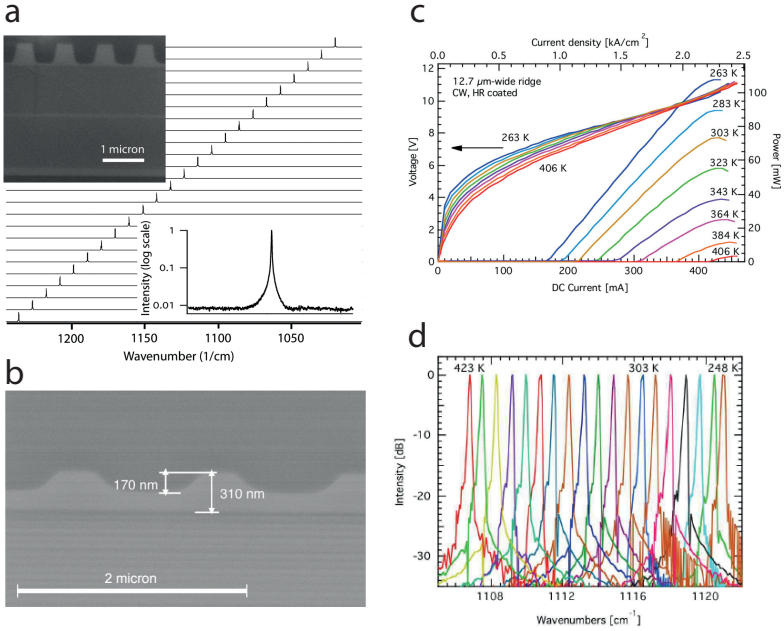 a
1 micron
Intensity (log scale)
1
0.1
0.01
1200 1150 1100 1050
Wavenumber (1/cm)
b
170 nm
310 nm
2 micron
c
Current density [kA/cm²]
0.0 0.5 1.0 1.5 2.0 2.5
12.7 µm-wide ridge
CW, HR coated
263 K
406 K
Voltage [V]
12
10
8
6
4
2
0
263 K
283 K
303 K
323 K
343 K
364 K
384 K
406 K
100
80
60
40
20
0
Power [mW]
0 100 200 300 400
DC Current [mA]
d
423 K 303 K 248 K
Intensity [dB]
0
-10
-20
-30
1108 1112 1116 1120
Wavenumbers [cm⁻¹]